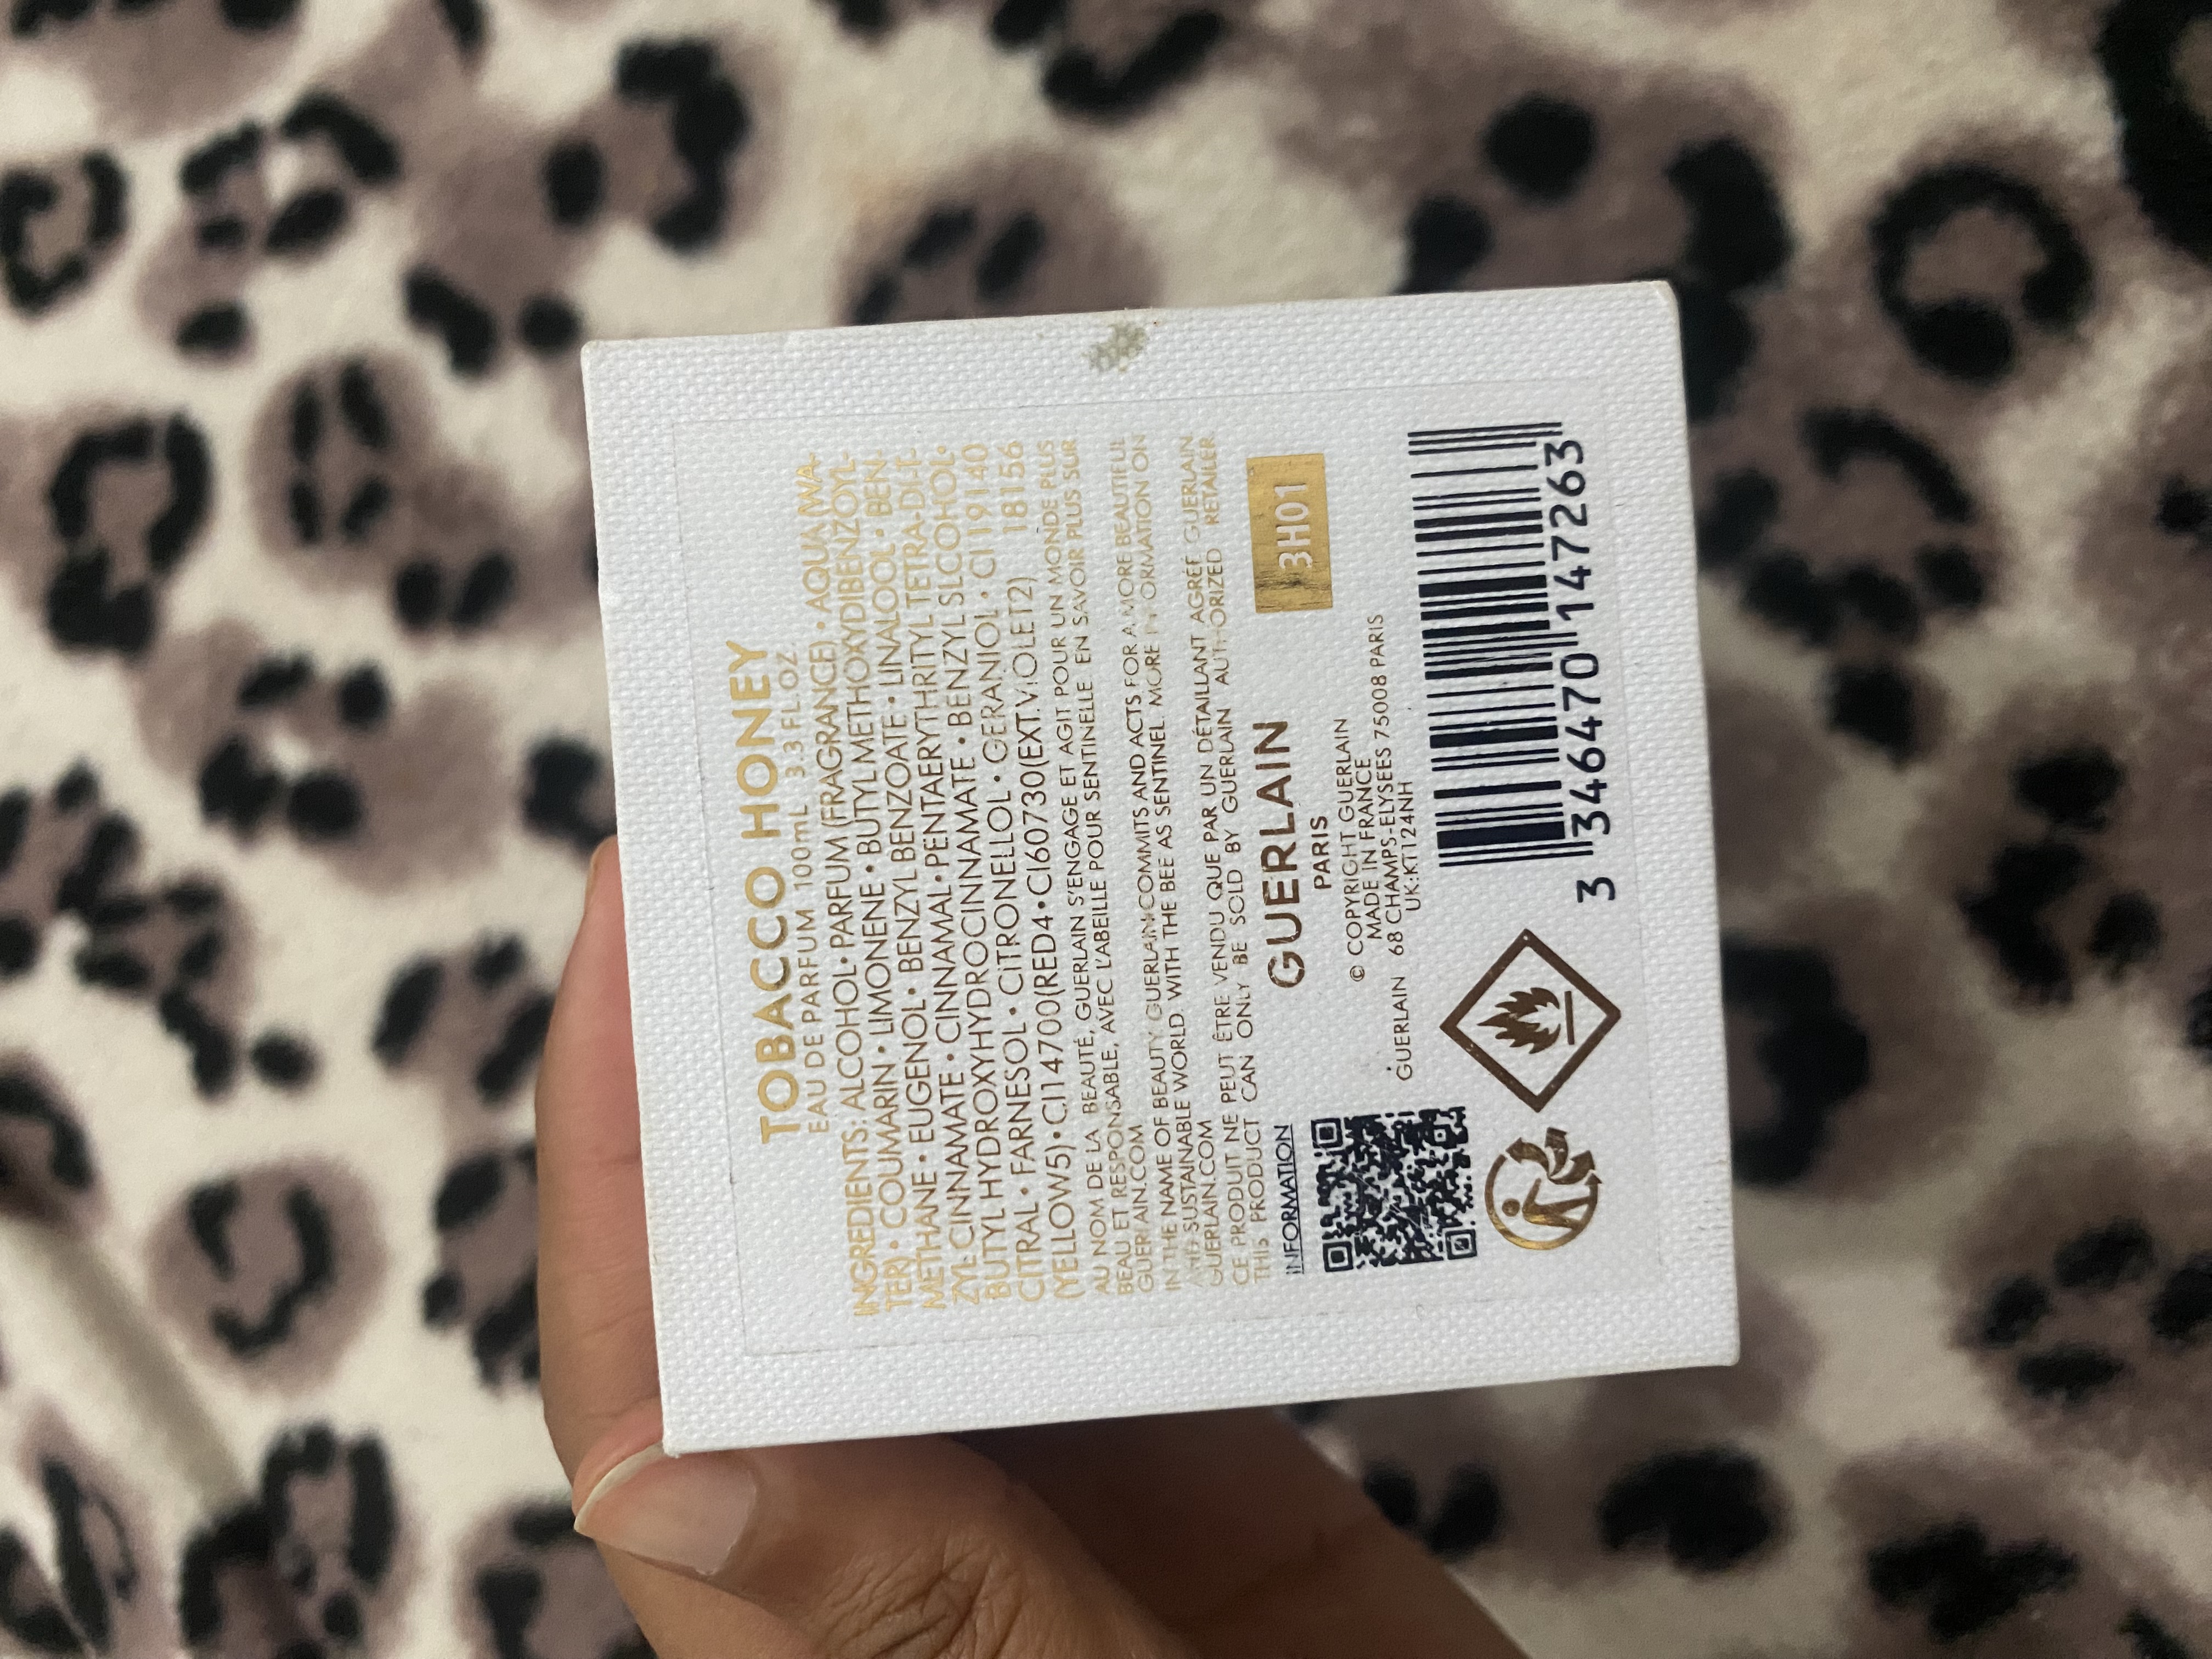 TOBACCO HONEY
EAU DE PARFUM 100mL 3.3 FL.OZ.
INGREDIENTS: ALCOHOL • PARFUM (FRAGRANCE) • AQUA (WA-
TER) • COUMARIN • LIMONENE • BUTYL METHOXYDIBENZOYL-
METHANE • EUGENOL • BENZYL BENZOATE • LINALOOL • BEN-
ZYL CINNAMATE • CINNAMAL • PENTAERYTHRITYL TETRA-DI-T-
BUTYL HYDROXYHYDROCINNAMATE • BENZYL SLCOHOL •
CITRAL • FARNESOL • CITRONELLOL • GERANIOL • CI 19140
(YELLOW5) • CI14700(RED4 • CI60730(EXT.VIOLET2) 18156
AU NOM DE LA BEAUTÉ, GUERLAIN S'ENGAGE ET AGIT POUR UN MONDE PLUS
BEAU ET RESPONSABLE, AVEC L'ABEILLE POUR SENTINELLE EN SAVOIR PLUS SUR
GUERLAIN.COM
IN THE NAME OF BEAUTY GUERLAIN COMMITS AND ACTS FOR A MORE BEAUTIFUL
AND SUSTAINABLE WORLD WITH THE BEE AS SENTINEL MORE INFORMATION ON
GUERLAIN.COM
CE PRODUIT NE PEUT ÊTRE VENDU QUE PAR UN DÉTAILLANT AGRÉÉ GUERLAIN
THIS PRODUCT CAN ONLY BE SOLD BY GUERLAIN AUTHORIZED RETAILER
INFORMATION
GUERLAIN
PARIS
3H01
© COPYRIGHT GUERLAIN
MADE IN FRANCE
GUERLAIN 68 CHAMPS-ELYSEES 75008 PARIS
UK:KT124NH
3 346470 147263